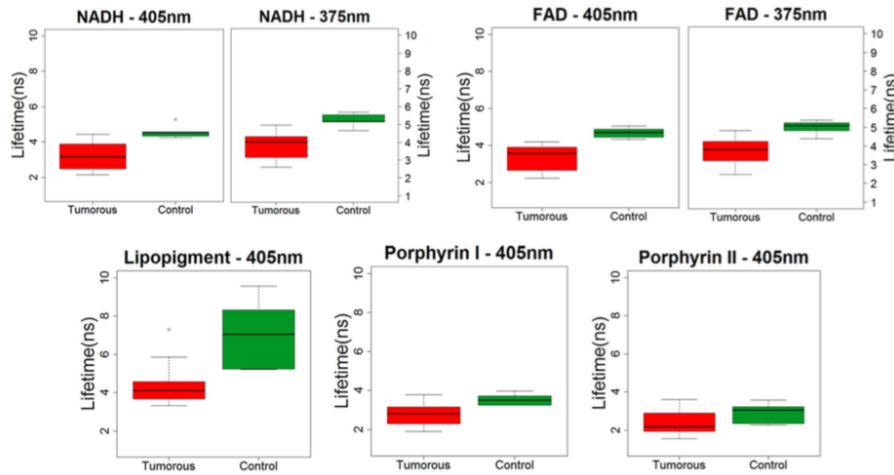 NADH - 405nm
NADH - 375nm
FAD - 405nm
FAD - 375nm
Lifetime(ns)
2
4
6
8
10
Tumorous
Control
1
2
3
4
5
6
7
8
9
10
Lifetime(ns)
Tumorous
Control
Lifetime(ns)
2
4
6
8
10
Tumorous
Control
1
2
3
4
5
6
7
8
9
10
Lifetime(ns)
Tumorous
Control
Lipopigment - 405nm
Porphyrin I - 405nm
Porphyrin II - 405nm
Lifetime(ns)
2
4
6
8
10
Tumorous
Control
Lifetime(ns)
2
4
6
8
10
Tumorous
Control
Lifetime(ns)
2
4
6
8
10
Tumorous
Control